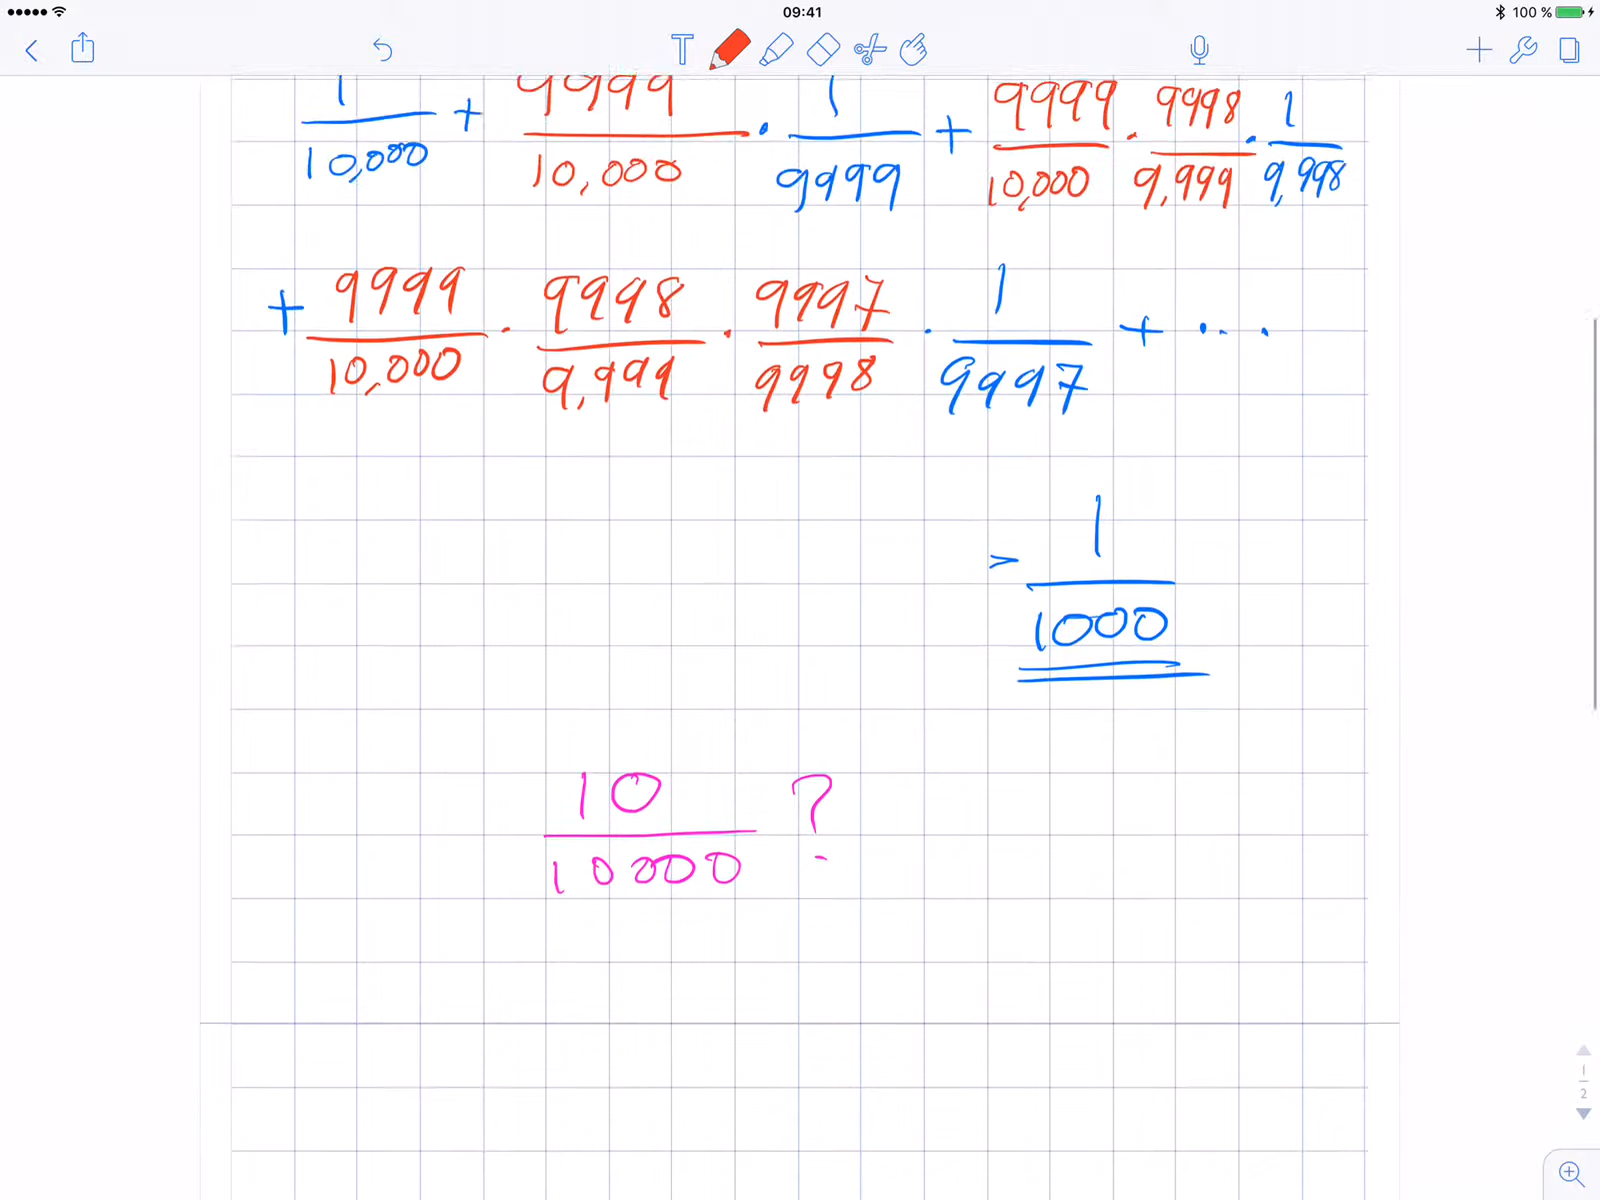 09:41
100 %
T
1/10,000 + 9999/10,000 · 1/9999 + 9999/10,000 · 9998/9,999 · 1/9,998
+ 9999/10,000 · 9998/9,999 · 9997/9998 · 1/9997 + ...
= 1/1000
10/10000 ?
1
2